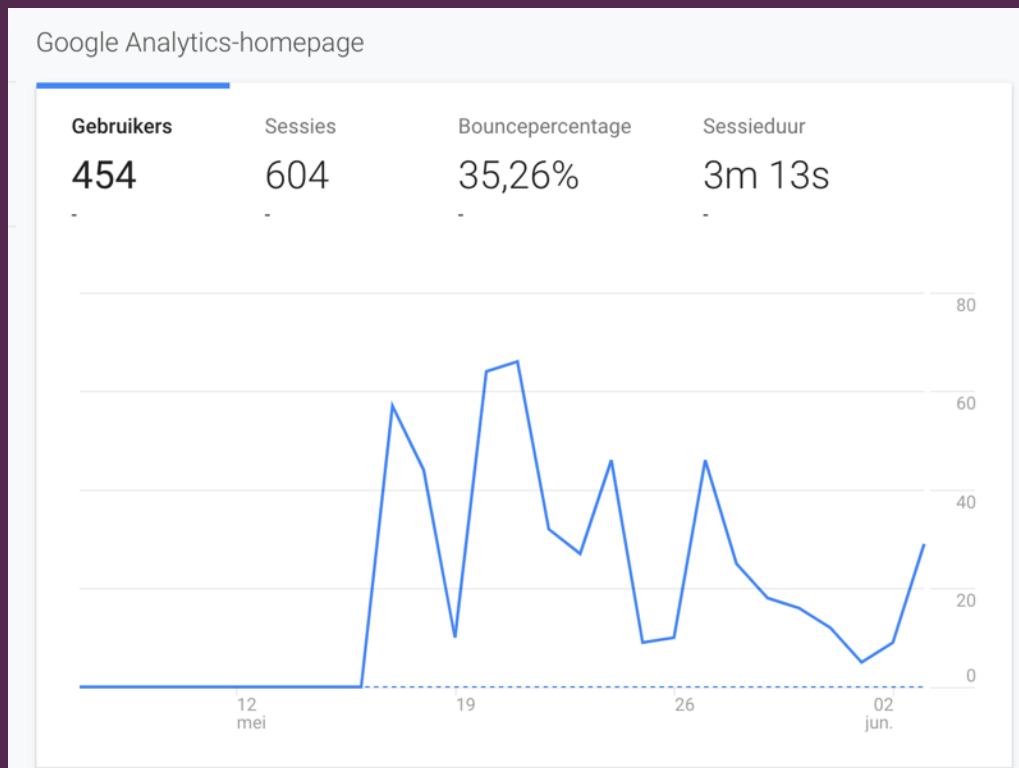 Google Analytics-homepage
Gebruikers Sessies Bouncepercentage Sessieduur
454 604 35,26% 3m 13s
- - - -
80
60
40
20
0
12 19 26 02
mei jun.